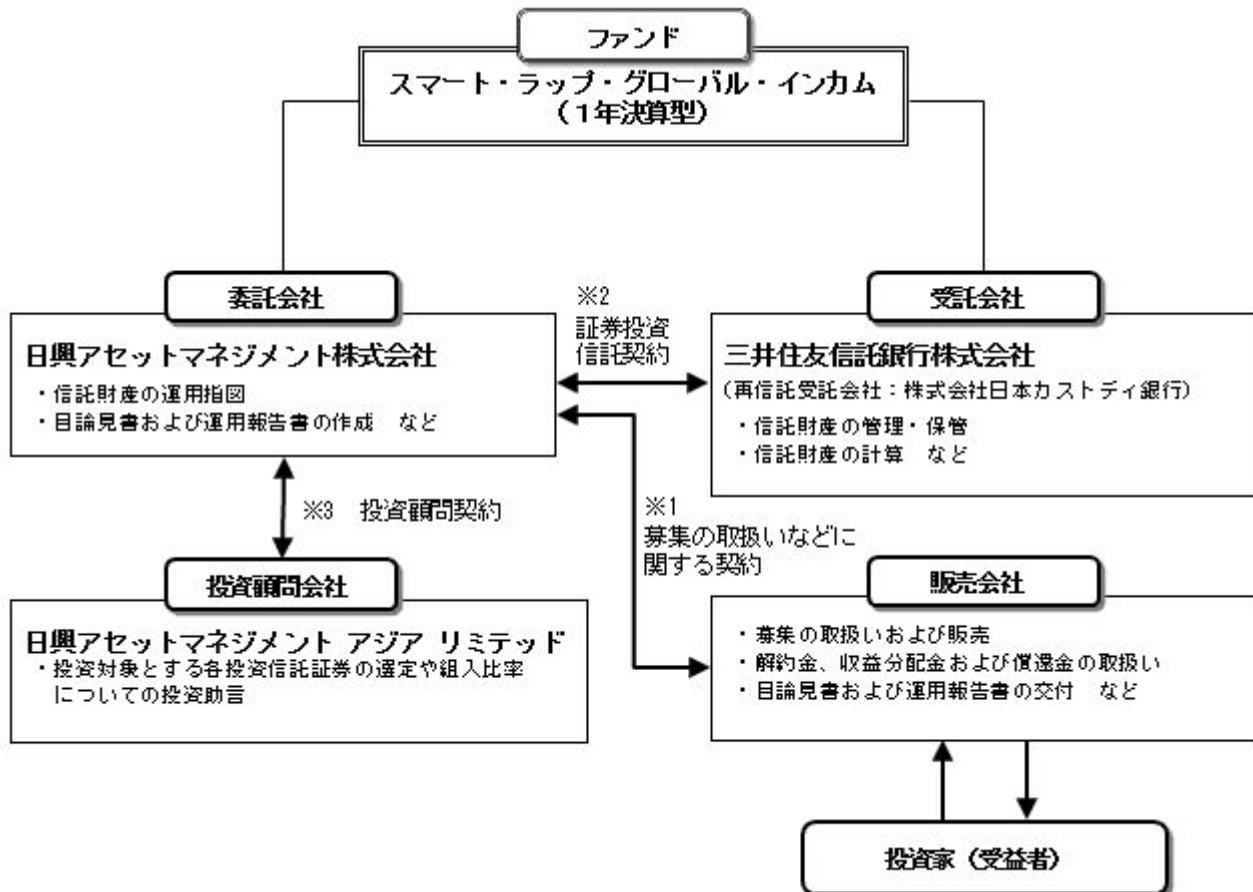 ファンド
スマート・ラップ・グローバル・インカム
（１年決算型）
委託会社
日興アセットマネジメント株式会社
・信託財産の運用指図
・目論見書および運用報告書の作成　など
※2
証券投資
信託契約
受託会社
三井住友信託銀行株式会社
（再信託受託会社：株式会社日本カストディ銀行）
・信託財産の管理・保管
・信託財産の計算　など
※3　投資顧問契約
※1
募集の取扱いなどに
関する契約
投資顧問会社
日興アセットマネジメント アジア リミテッド
・投資対象とする各投資信託証券の選定や組入比率
についての投資助言
販売会社
・募集の取扱いおよび販売
・解約金、収益分配金および償還金の取扱い
・目論見書および運用報告書の交付　など
投資家（受益者）